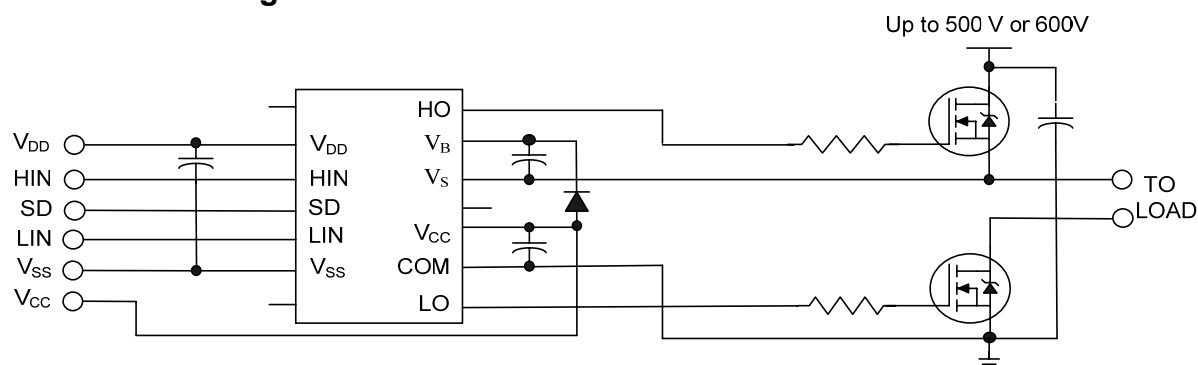 Up to 500 V or 600V
HO
VDD
VDD
VB
HIN
HIN
VS
TO
SD
SD
LOAD
LIN
LIN
VCC
VSS
VSS
COM
VCC
LO